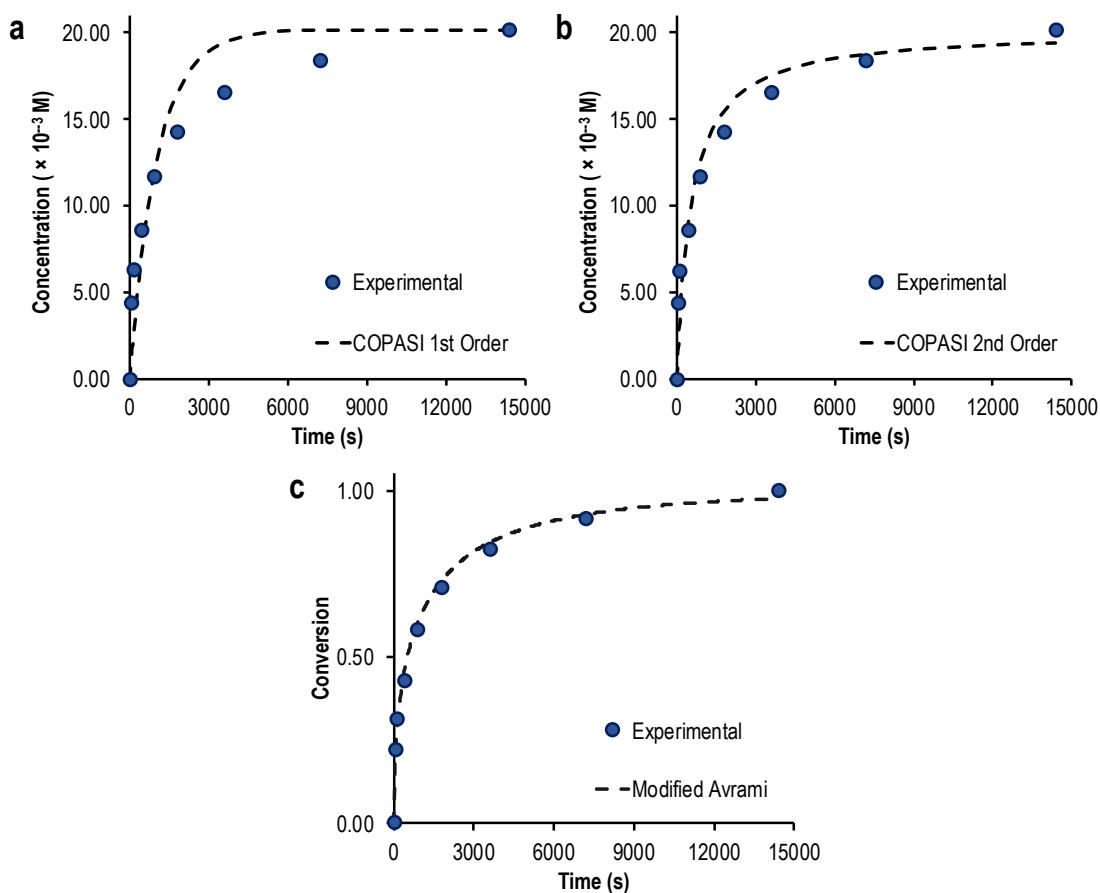 a
Concentration ( × 10⁻³ M)
20.00
15.00
10.00
5.00
0.00
Experimental
COPASI 1st Order
0 3000 6000 9000 12000 15000
Time (s)
b
Concentration ( × 10⁻³ M)
20.00
15.00
10.00
5.00
0.00
Experimental
COPASI 2nd Order
0 3000 6000 9000 12000 15000
Time (s)
c
Conversion
1.00
0.50
0.00
Experimental
Modified Avrami
0 3000 6000 9000 12000 15000
Time (s)